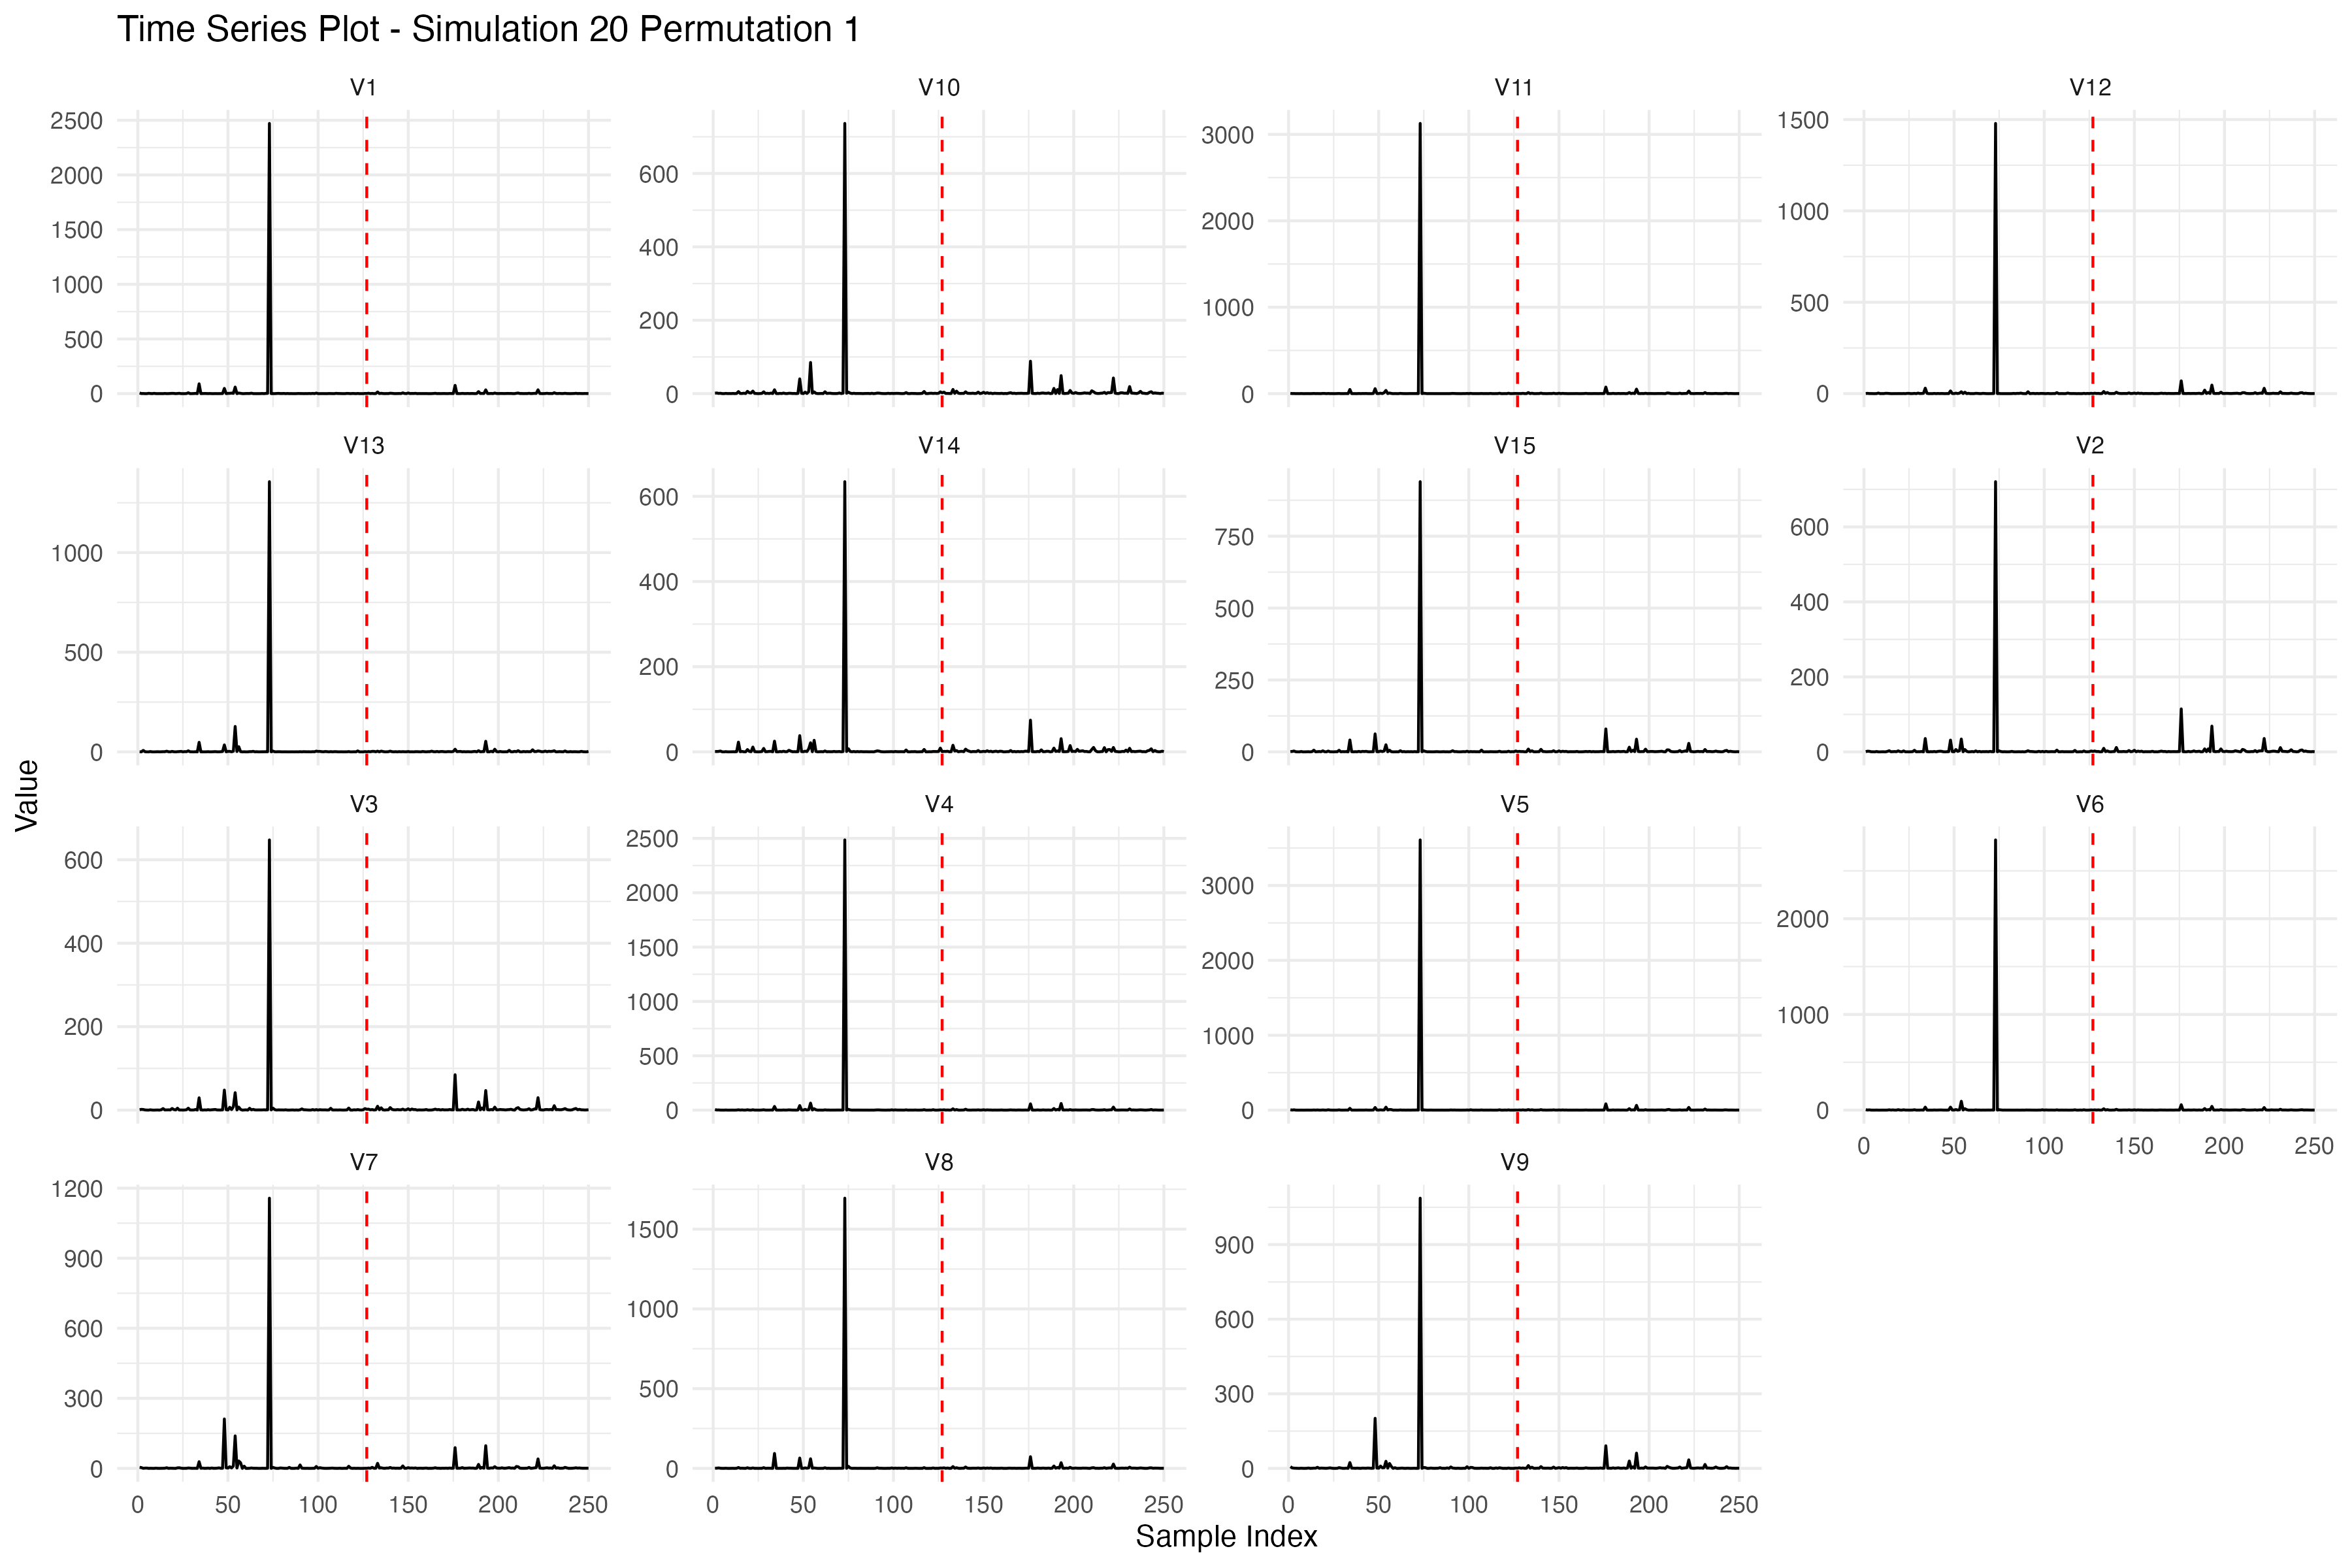 Time Series Plot - Simulation 20 Permutation 1
V1
V10
V11
V12
2500
2000
1500
1000
500
0
600
400
200
0
3000
2000
1000
0
1500
1000
500
0
V13
V14
V15
V2
1000
500
0
600
400
200
0
750
500
250
0
600
400
200
0
V3
V4
V5
V6
600
400
200
0
2500
2000
1500
1000
500
0
3000
2000
1000
0
2000
1000
0
0 50 100 150 200 250
V7
V8
V9
1200
900
600
300
0
1500
1000
500
0
900
600
300
0
0 50 100 150 200 250
0 50 100 150 200 250
0 50 100 150 200 250
Value
Sample Index